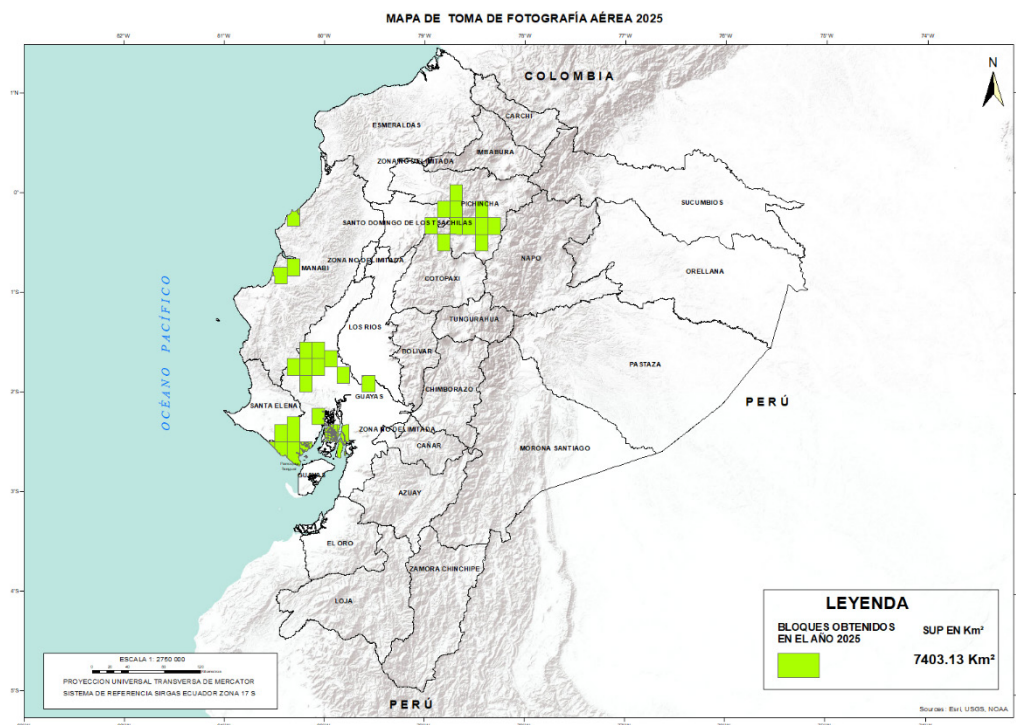 MAPA DE TOMA DE FOTOGRAFÍA AÉREA 2025
82°W 81°W 80°W 79°W 78°W 77°W 76°W 75°W 74°W
N
COLOMBIA
1°N
CARCHI
ESMERALDAS
IMBABURA
0°
PICHINCHA
SUCUMBIOS
SANTO DOMINGO DE LOS TSACHILAS
NAPO
ZONA NO DELIMITADA
MANABI
ORELLANA
COTOPAXI
1°S
OCÉANO PACÍFICO
TUNGURAHUA
LOS RIOS
BOLIVAR
PASTAZA
CHIMBORAZO
2°S
GUAYAS
SANTA ELENA
PERÚ
ZONA NO DELIMITADA
CAÑAR
MORONA SANTIAGO
GUAYAS
3°S
AZUAY
EL ORO
ZAMORA CHINCHIPE
LOJA
4°S
LEYENDA
BLOQUES OBTENIDOS
EN EL AÑO 2025
SUP EN Km²
7403.13 Km²
ESCALA 1: 2750 000
PROYECCION UNIVERSAL TRANSVERSA DE MERCATOR
SISTEMA DE REFERENCIA SIRGAS ECUADOR ZONA 17 S
5°S
PERÚ
Sources: Esri, USGS, NOAA